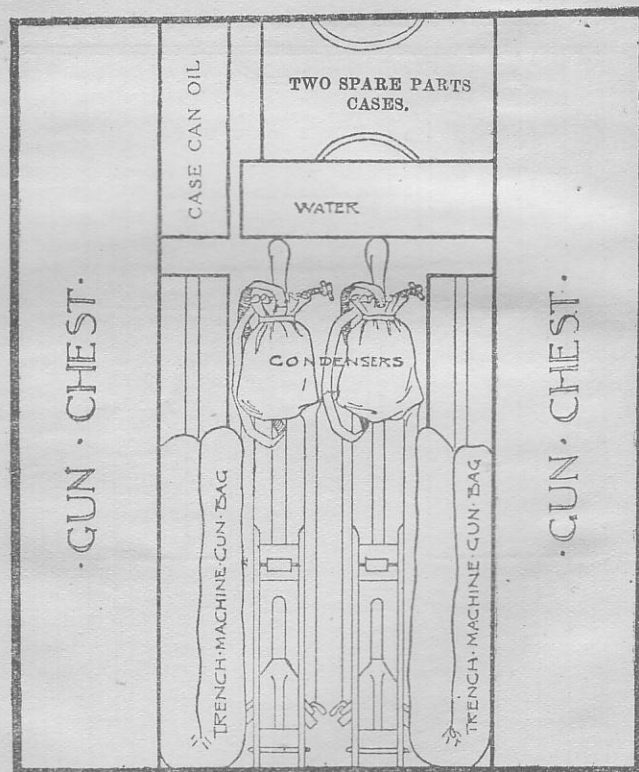 CASE CAN OIL
TWO SPARE PARTS
CASES.
WATER
·GUN·CHEST·
CONDENSERS
·GUN·CHEST·
TRENCH·MACHINE·GUN·BAG
TRENCH·MACHINE·GUN·BAG